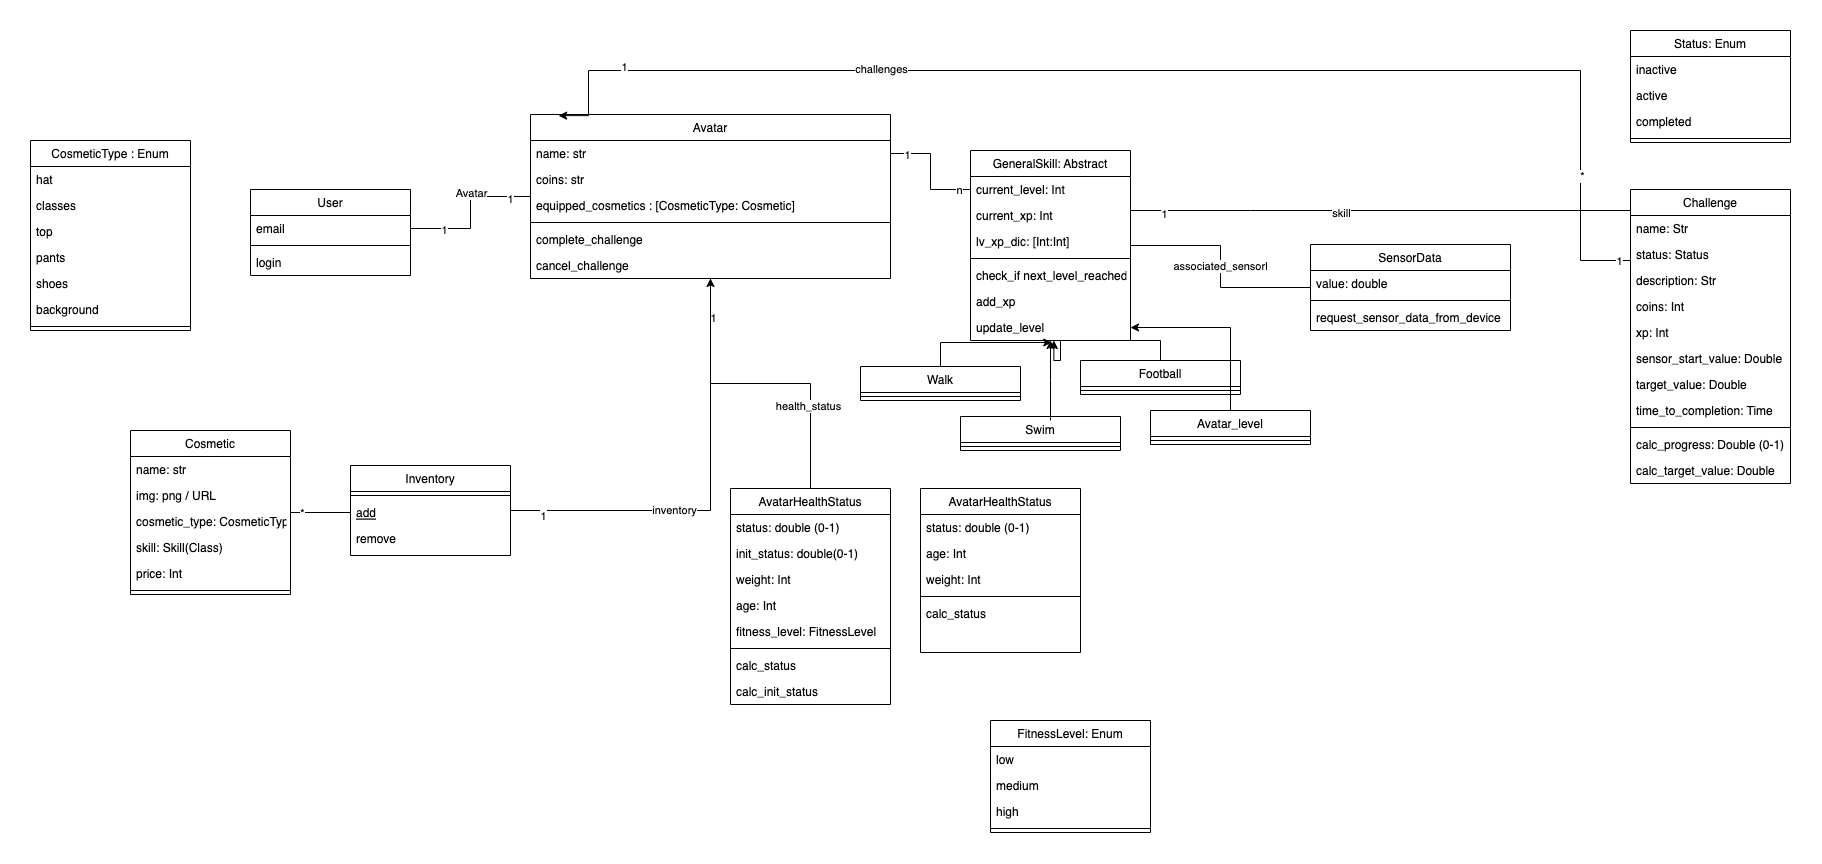 Status: Enum
inactive
active
completed
1
challenges
*
CosmeticType : Enum
hat
classes
top
pants
shoes
background
User
email
login
Avatar
1
1
Avatar
name: str
coins: str
equipped_cosmetics : [CosmeticType: Cosmetic]
complete_challenge
cancel_challenge
1
n
GeneralSkill: Abstract
current_level: Int
current_xp: Int
lv_xp_dic: [Int:Int]
check_if next_level_reached
add_xp
update_level
1
skill
associated_sensorl
SensorData
value: double
request_sensor_data_from_device
1
Challenge
name: Str
status: Status
description: Str
coins: Int
xp: Int
sensor_start_value: Double
target_value: Double
time_to_completion: Time
calc_progress: Double (0-1)
calc_target_value: Double
Walk
Football
Swim
Avatar_level
1
health_status
Cosmetic
name: str
img: png / URL
cosmetic_type: CosmeticTyp
skill: Skill(Class)
price: Int
*
Inventory
add
remove
1
inventory
AvatarHealthStatus
status: double (0-1)
init_status: double(0-1)
weight: Int
age: Int
fitness_level: FitnessLevel
calc_status
calc_init_status
AvatarHealthStatus
status: double (0-1)
age: Int
weight: Int
calc_status
FitnessLevel: Enum
low
medium
high